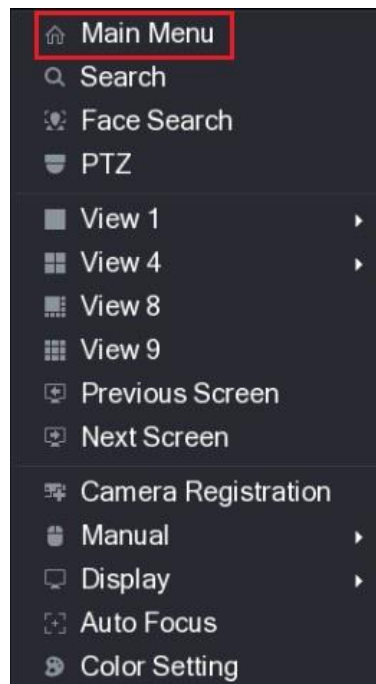 Main Menu
Search
Face Search
PTZ
View 1
View 4
View 8
View 9
Previous Screen
Next Screen
Camera Registration
Manual
Display
Auto Focus
Color Setting